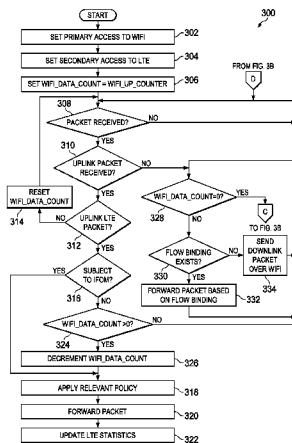 START
300
SET PRIMARY ACCESS TO WIFI
302
SET SECONDARY ACCESS TO LTE
304
SET WIFI_DATA_COUNT = WIFI_UP_COUNTER
306
FROM FIG. 3B
D
308
PACKET RECEIVED?
NO
YES
310
UPLINK PACKET RECEIVED?
NO
YES
RESET WIFI_DATA_COUNT
314
NO
UPLINK LTE PACKET?
312
YES
WIFI_DATA_COUNT=0?
328
YES
NO
C
TO FIG. 3B
YES
SUBJECT TO IFOM?
316
NO
FLOW BINDING EXISTS?
330
NO
YES
SEND DOWNLINK PACKET OVER WIFI
334
FORWARD PACKET BASED ON FLOW BINDING
332
WIFI_DATA_COUNT >0?
324
NO
YES
DECREMENT WIFI_DATA_COUNT
326
APPLY RELEVANT POLICY
318
FORWARD PACKET
320
UPDATE LTE STATISTICS
322